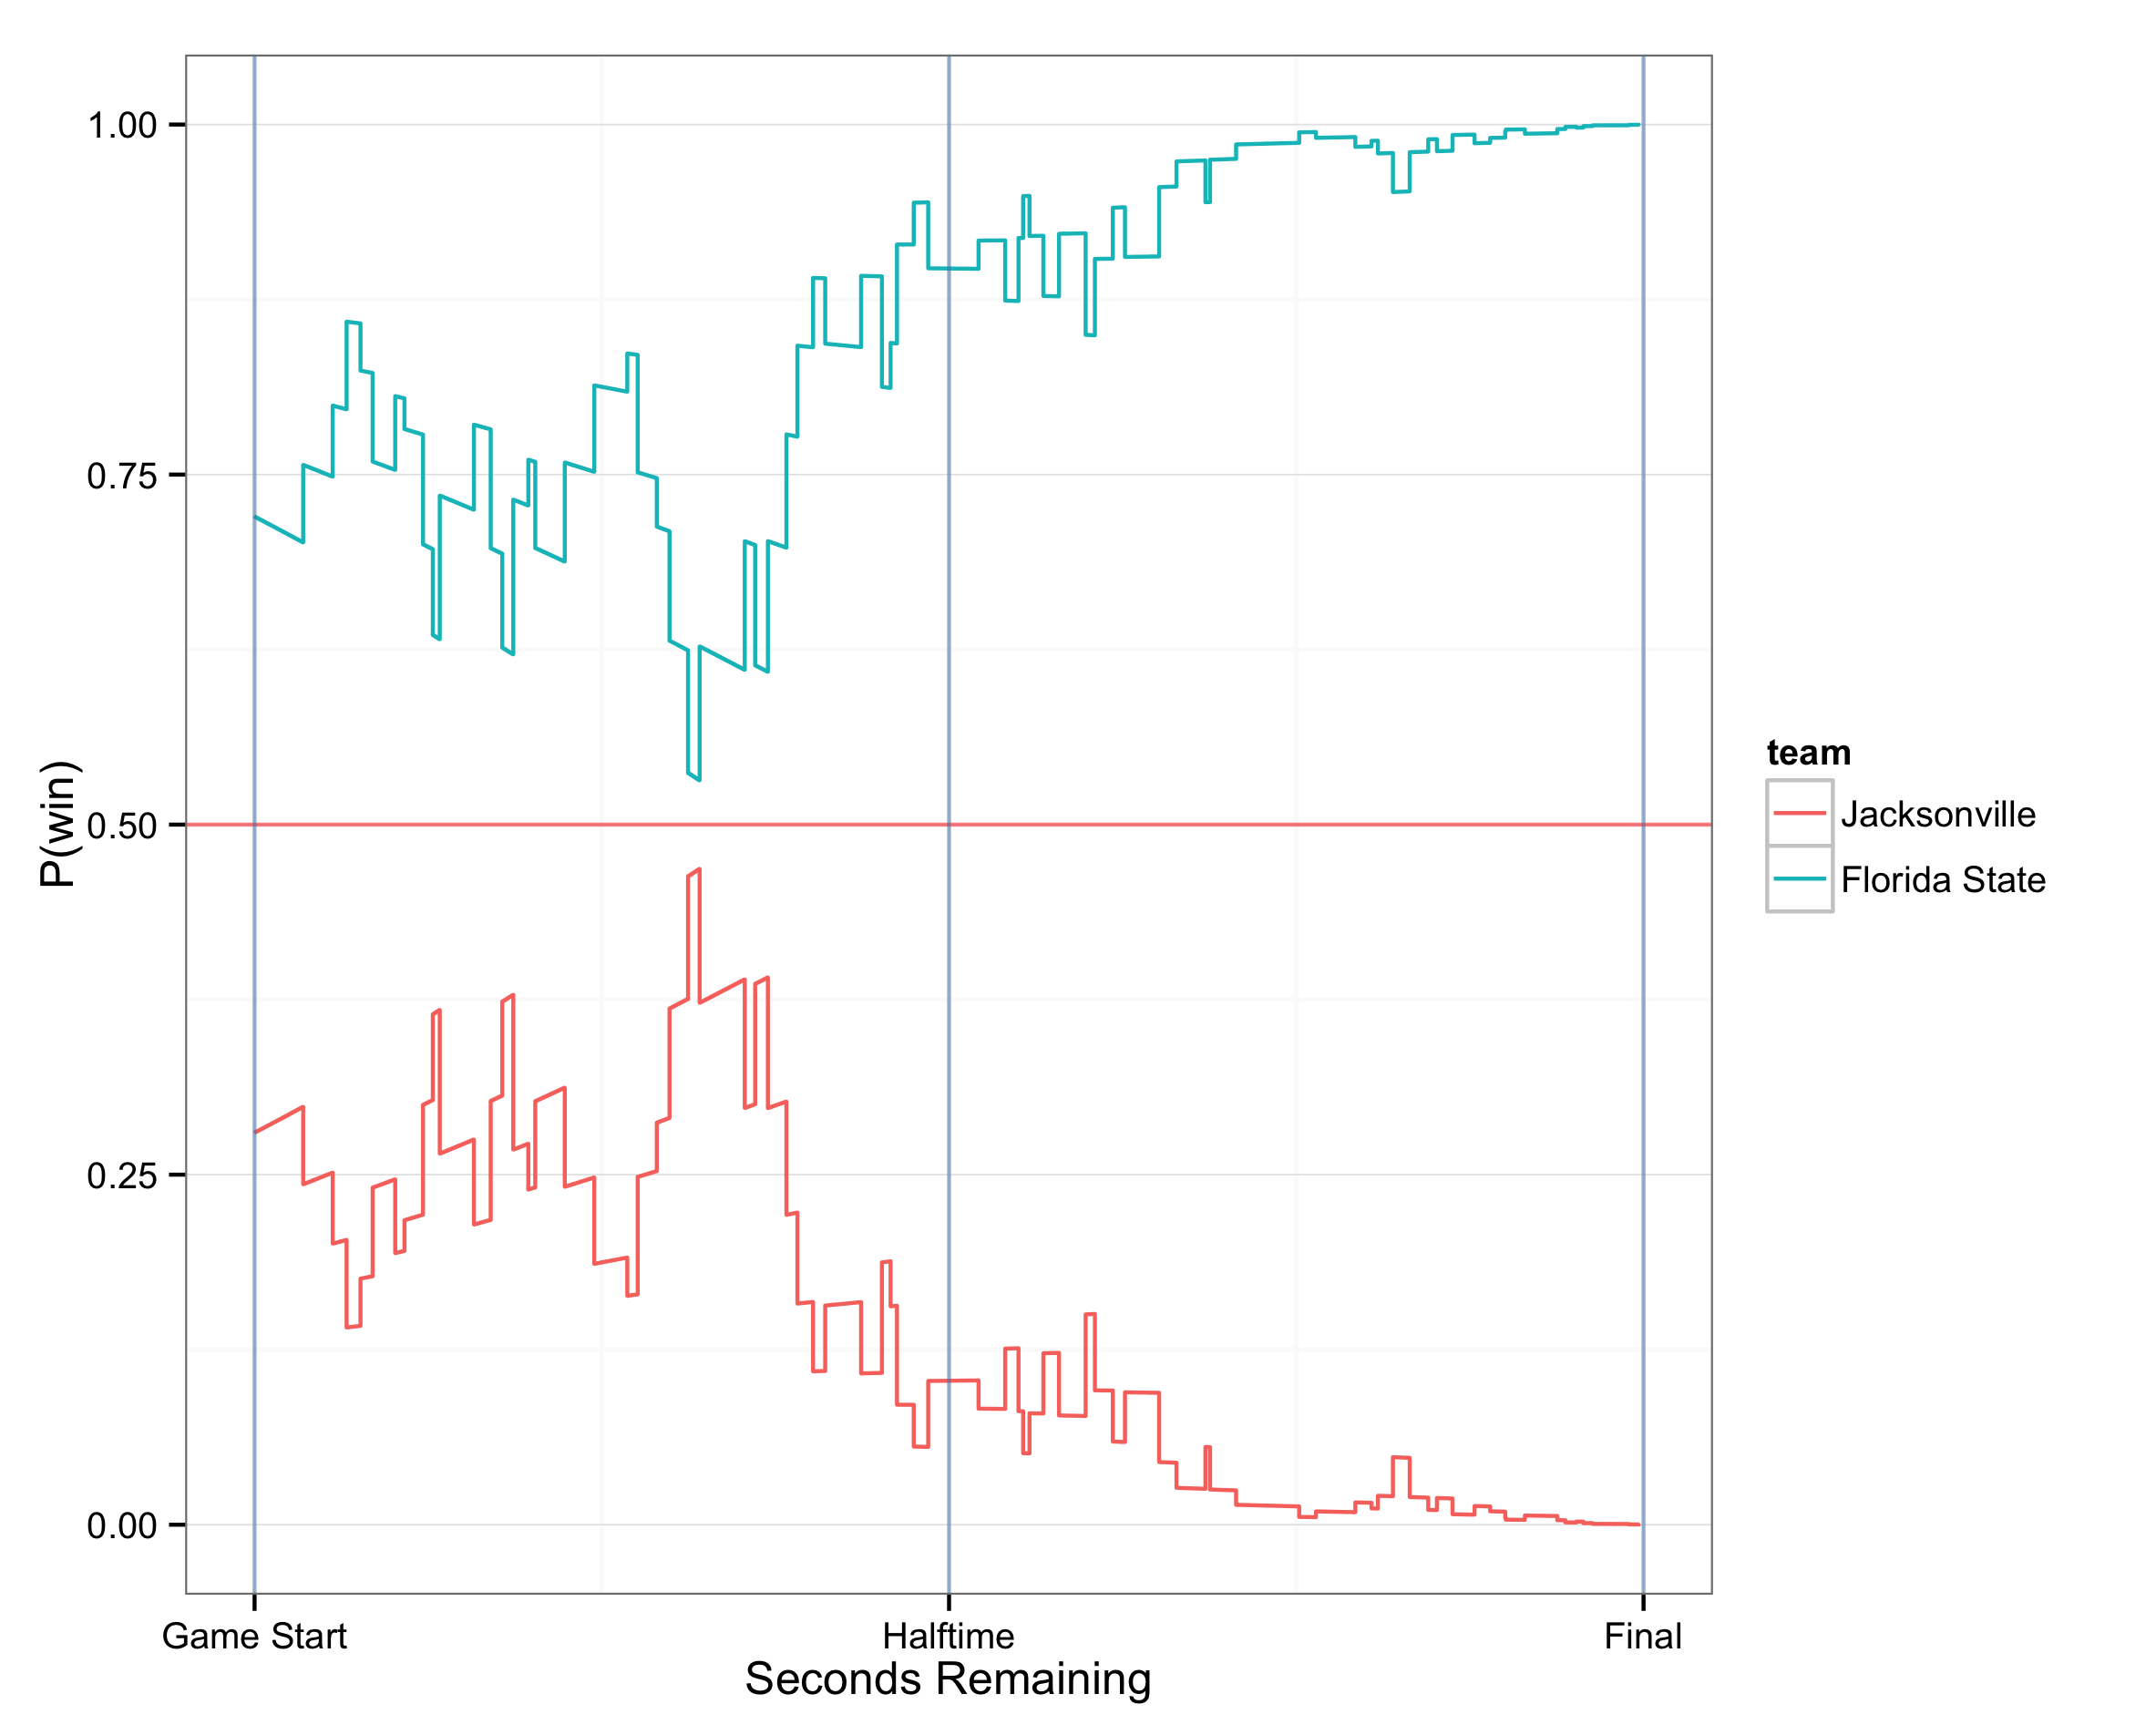 1.00
0.75
0.50
0.25
0.00
P(win)
Game Start
Halftime
Final
Seconds Remaining
team
Jacksonville
Florida State